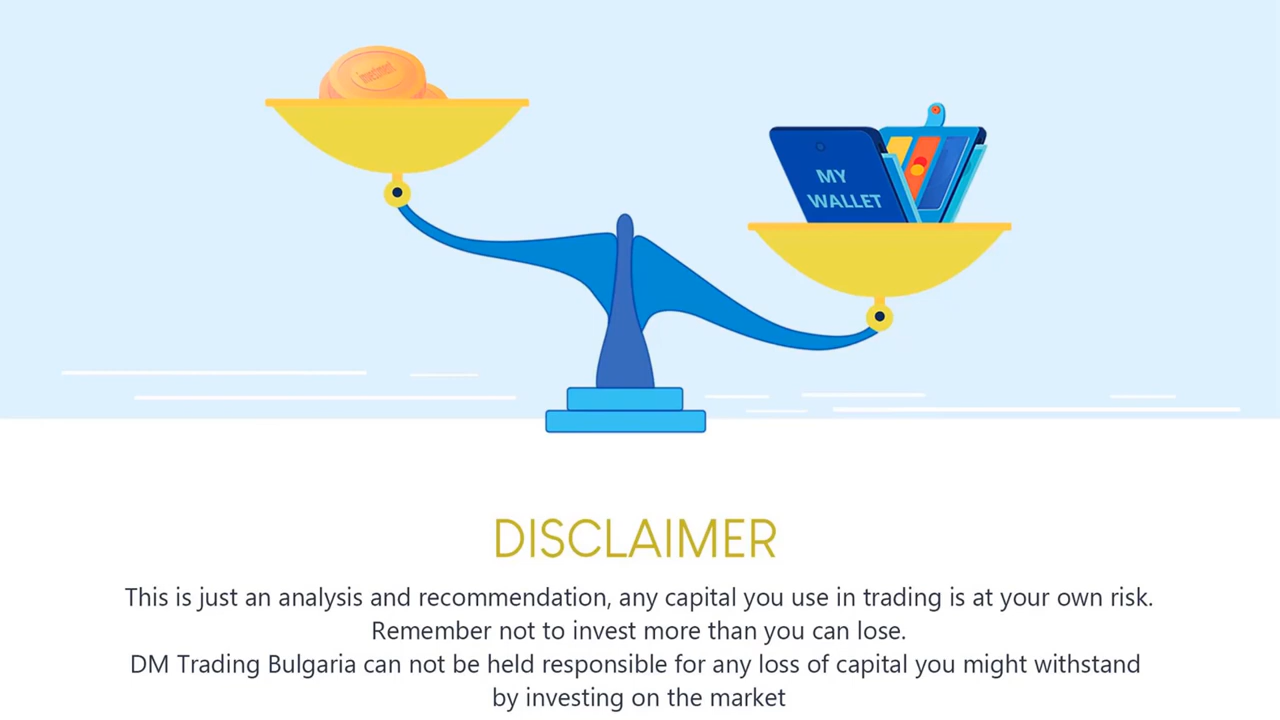 investment
MY
WALLET
DISCLAIMER
This is just an analysis and recommendation, any capital you use in trading is at your own risk.
Remember not to invest more than you can lose.
DM Trading Bulgaria can not be held responsible for any loss of capital you might withstand
by investing on the market